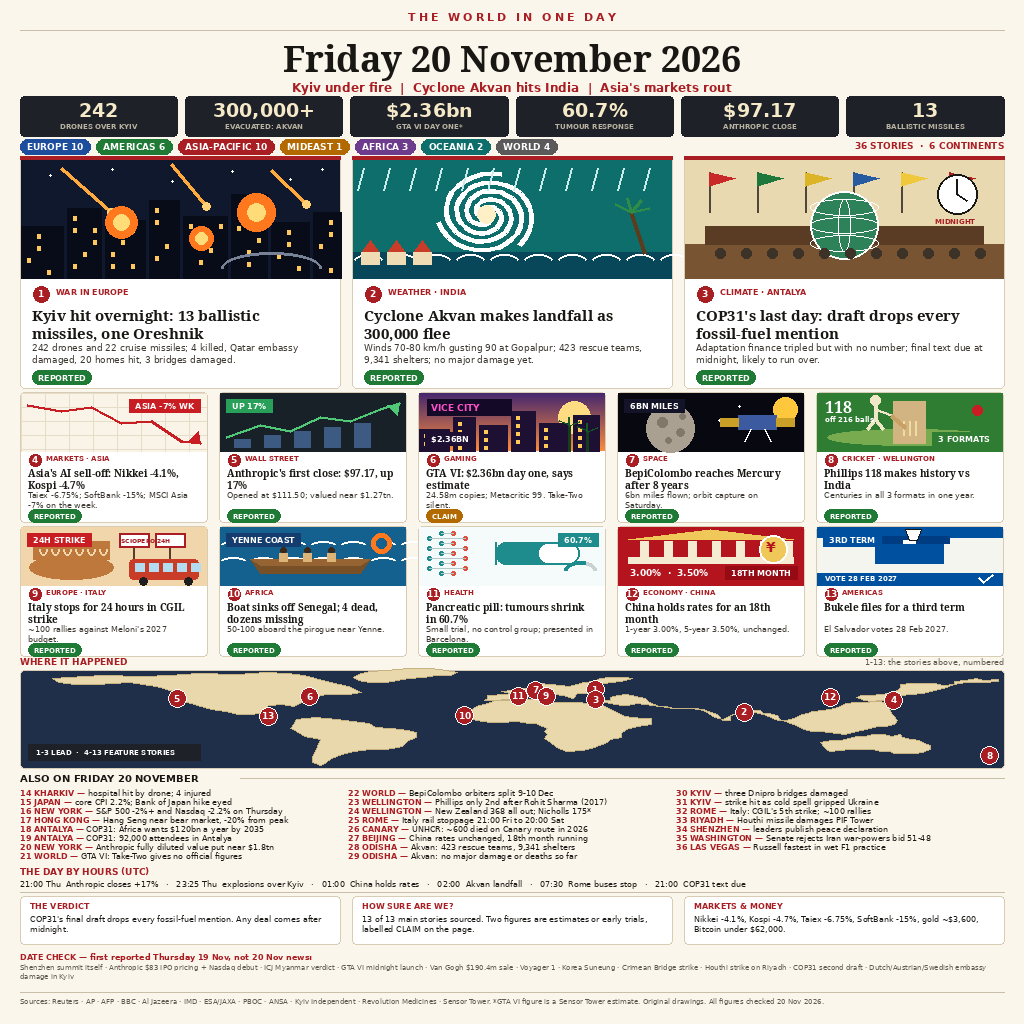 THE WORLD IN ONE DAY
Friday 20 November 2026
Kyiv under fire | Cyclone Akvan hits India | Asia's markets rout
242
DRONES OVER KYIV
300,000+
EVACUATED: AKVAN
$2.36bn
GTA VI DAY ONE*
60.7%
TUMOUR RESPONSE
$97.17
ANTHROPIC CLOSE
13
BALLISTIC MISSILES
EUROPE 10
AMERICAS 6
ASIA-PACIFIC 10
MIDEAST 1
AFRICA 3
OCEANIA 2
WORLD 4
36 STORIES · 6 CONTINENTS
1 WAR IN EUROPE
Kyiv hit overnight: 13 ballistic
missiles, one Oreshnik
242 drones and 22 cruise missiles; 4 killed, Qatar embassy
damaged, 20 homes hit, 3 bridges damaged.
REPORTED
2 WEATHER · INDIA
Cyclone Akvan makes landfall as
300,000 flee
Winds 70-80 km/h gusting 90 at Gopalpur; 423 rescue teams,
9,341 shelters; no major damage yet.
REPORTED
MIDNIGHT
3 CLIMATE · ANTALYA
COP31's last day: draft drops every
fossil-fuel mention
Adaptation finance tripled but with no number; final text due at
midnight, likely to run over.
REPORTED
ASIA -7% WK
4 MARKETS · ASIA
Asia's AI sell-off: Nikkei -4.1%,
Kospi -4.7%
Taiex -6.75%; SoftBank -15%; MSCI Asia
-7% on the week.
REPORTED
UP 17%
5 WALL STREET
Anthropic's first close: $97.17, up
17%
Opened at $111.50; valued near $1.27tn.
REPORTED
VICE CITY
$2.36BN
6 GAMING
GTA VI: $2.36bn day one, says
estimate
24.58m copies; Metacritic 99. Take-Two
silent.
CLAIM
6BN MILES
7 SPACE
BepiColombo reaches Mercury
after 8 years
6bn miles flown; orbit capture on
Saturday.
REPORTED
118
off 216 balls
3 FORMATS
8 CRICKET · WELLINGTON
Phillips 118 makes history vs
India
Centuries in all 3 formats in one year.
REPORTED
24H STRIKE
SCIOPERO 24H
9 EUROPE · ITALY
Italy stops for 24 hours in CGIL
strike
~100 rallies against Meloni's 2027
budget.
REPORTED
YENNE COAST
10 AFRICA
Boat sinks off Senegal; 4 dead,
dozens missing
50-100 aboard the pirogue near Yenne.
REPORTED
60.7%
11 HEALTH
Pancreatic pill: tumours shrink
in 60.7%
Small trial, no control group; presented in
Barcelona.
REPORTED
¥
3.00% · 3.50%
18TH MONTH
12 ECONOMY · CHINA
China holds rates for an 18th
month
1-year 3.00%, 5-year 3.50%, unchanged.
REPORTED
3RD TERM
VOTE 28 FEB 2027
13 AMERICAS
Bukele files for a third term
El Salvador votes 28 Feb 2027.
REPORTED
WHERE IT HAPPENED
1-13: the stories above, numbered
5
6
13
10
11
7
9
1
3
2
12
4
8
1-3 LEAD · 4-13 FEATURE STORIES
ALSO ON FRIDAY 20 NOVEMBER
14 KHARKIV — hospital hit by drone; 4 injured
15 JAPAN — core CPI 2.2%; Bank of Japan hike eyed
16 NEW YORK — S&P 500 -2%+ and Nasdaq -2.2% on Thursday
17 HONG KONG — Hang Seng near bear market, -20% from peak
18 ANTALYA — COP31: Africa wants $120bn a year by 2035
19 ANTALYA — COP31: 92,000 attendees in Antalya
20 NEW YORK — Anthropic fully diluted value put near $1.8tn
21 WORLD — GTA VI: Take-Two gives no official figures
22 WORLD — BepiColombo orbiters split 9-10 Dec
23 WELLINGTON — Phillips only 2nd after Rohit Sharma (2017)
24 WELLINGTON — New Zealand 368 all out; Nicholls 175*
25 ROME — Italy rail stoppage 21:00 Fri to 20:00 Sat
26 CANARY — UNHCR: ~600 died on Canary route in 2026
27 BEIJING — China rates unchanged, 18th month running
28 ODISHA — Akvan: 423 rescue teams, 9,341 shelters
29 ODISHA — Akvan: no major damage or deaths so far
30 KYIV — three Dnipro bridges damaged
31 KYIV — strike hit as cold spell gripped Ukraine
32 ROME — Italy: CGIL's 5th strike; ~100 rallies
33 RIYADH — Houthi missile damages PIF Tower
34 SHENZHEN — leaders publish peace declaration
35 WASHINGTON — Senate rejects Iran war-powers bid 51-48
36 LAS VEGAS — Russell fastest in wet F1 practice
THE DAY BY HOURS (UTC)
21:00 Thu Anthropic closes +17% · 23:25 Thu explosions over Kyiv · 01:00 China holds rates · 02:00 Akvan landfall · 07:30 Rome buses stop · 21:00 COP31 text due
THE VERDICT
COP31's final draft drops every fossil-fuel mention. Any deal comes after
midnight.
HOW SURE ARE WE?
13 of 13 main stories sourced. Two figures are estimates or early trials,
labelled CLAIM on the page.
MARKETS & MONEY
Nikkei -4.1%, Kospi -4.7%, Taiex -6.75%, SoftBank -15%, gold ~$3,600,
Bitcoin under $62,000.
DATE CHECK — first reported Thursday 19 Nov, not 20 Nov news:
Shenzhen summit itself · Anthropic $83 IPO pricing + Nasdaq debut · ICJ Myanmar verdict · GTA VI midnight launch · Van Gogh $190.4m sale · Voyager 1 · Korea Suneung · Crimean Bridge strike · Houthi strike on Riyadh · COP31 second draft · Dutch/Austrian/Swedish embassy
damage in Kyiv
Sources: Reuters · AP · AFP · BBC · Al Jazeera · IMD · ESA/JAXA · PBOC · ANSA · Kyiv Independent · Revolution Medicines · Sensor Tower. *GTA VI figure is a Sensor Tower estimate. Original drawings. All figures checked 20 Nov 2026.